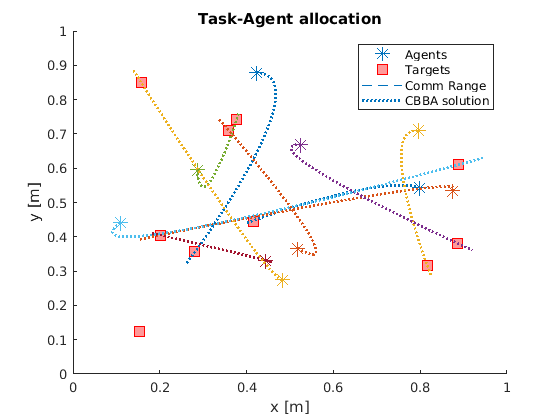 Task-Agent allocation
Agents
Targets
Comm Range
CBBA solution
y [m]
1
0.9
0.8
0.7
0.6
0.5
0.4
0.3
0.2
0.1
0
0 0.2 0.4 0.6 0.8 1
x [m]